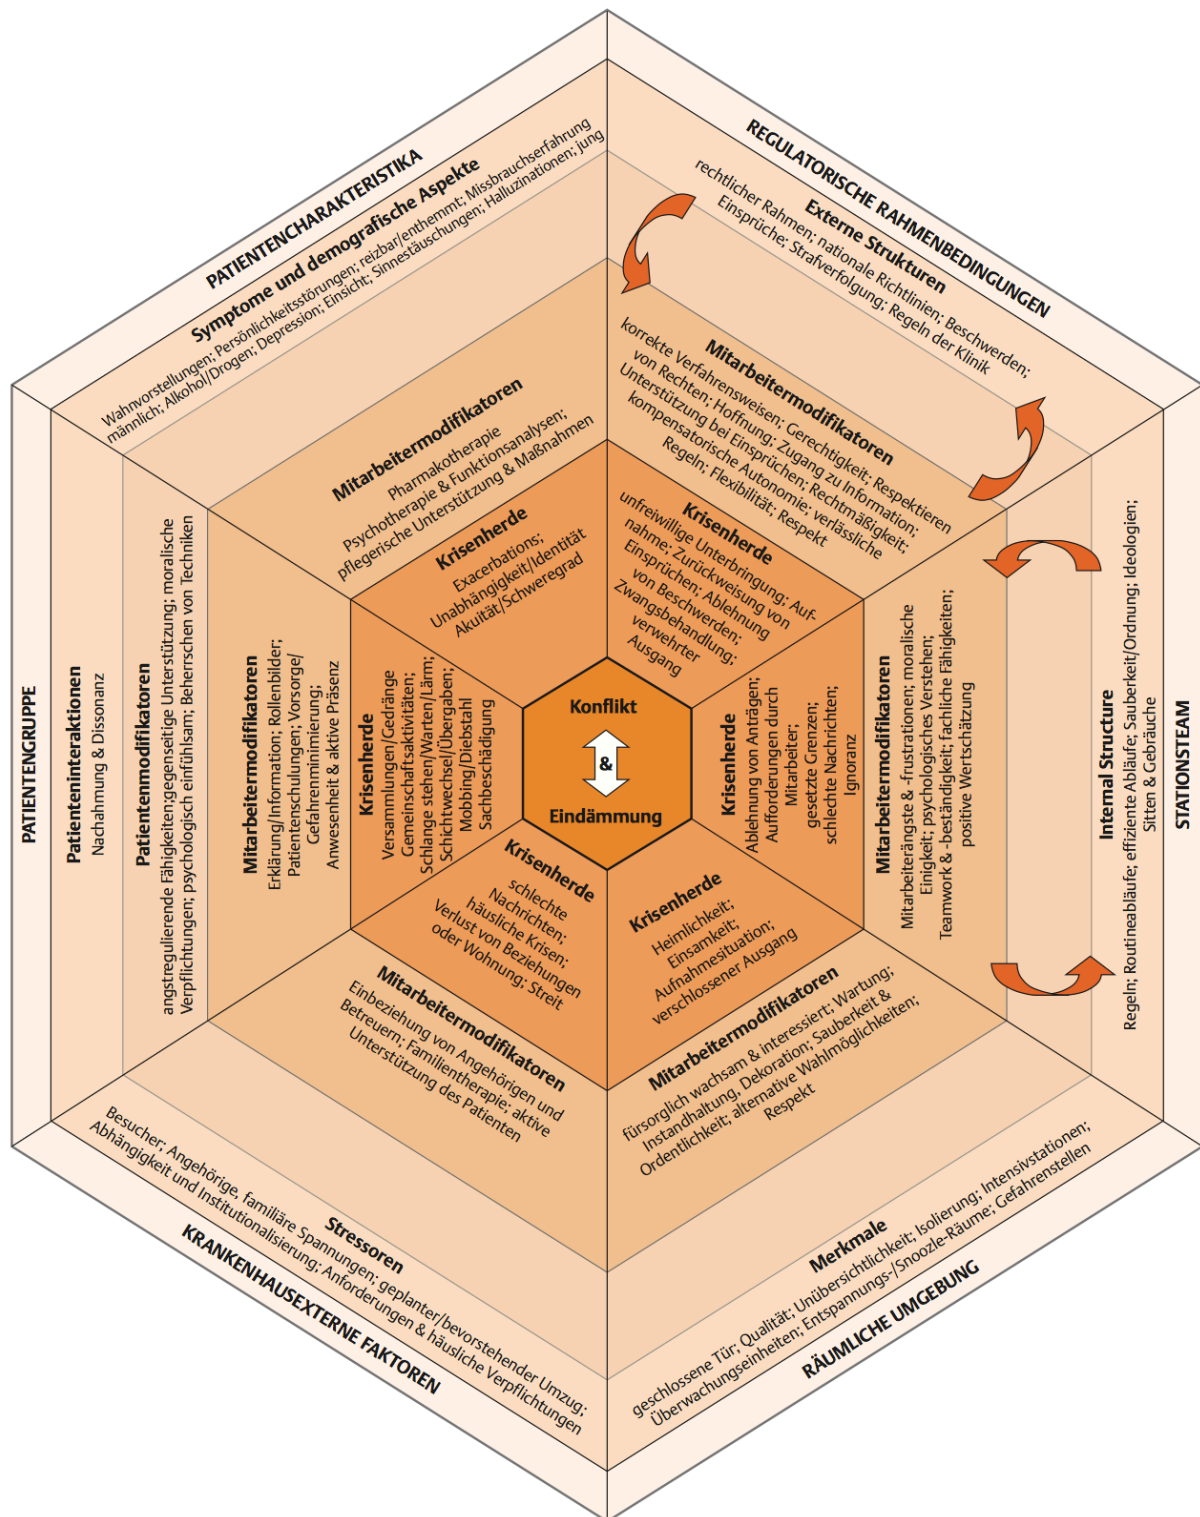 PATIENTENCHARAKTERISTIKA
Symptome und demografische Aspekte
Wahnvorstellungen; Persönlichkeitsstörungen; reizbar/enthemmt; Missbrauchserfahrung
männlich; Alkohol/Drogen; Depression; Einsicht; Sinnestäuschungen; Halluzinationen; jung
Mitarbeitermodifikatoren
Pharmakotherapie
Psychotherapie & Funktionsanalysen;
pflegerische Unterstützung & Maßnahmen
Krisenherde
Exacerbations;
Unabhängigkeit/Identität
Akuität/Schweregrad
REGULATORISCHE RAHMENBEDINGUNGEN
Externe Strukturen
rechtlicher Rahmen; nationale Richtlinien; Beschwerden;
Einsprüche; Strafverfolgung; Regeln der Klinik
Mitarbeitermodifikatoren
korrekte Verfahrensweisen; Gerechtigkeit; Respektieren
von Rechten; Hoffnung; Zugang zu Information;
Unterstützung bei Einsprüchen; Rechtmäßigkeit;
kompensatorische Autonomie; verlässliche
Regeln; Flexibilität; Respekt
Krisenherde
unfreiwillige Unterbringung; Auf-
nahme; Zurückweisung von
Einsprüchen; Ablehnung
von Beschwerden;
Zwangsbehandlung;
verwehrter
Ausgang
PATIENTENGRUPPE
Patienteninteraktionen
Nachahmung & Dissonanz
Patientenmodifikatoren
angstregulierende Fähigkeiten;gegenseitige Unterstützung; moralische
Verpflichtungen; psychologisch einfühlsam; Beherrschen von Techniken
Mitarbeitermodifikatoren
Erklärung/Information; Rollenbilder;
Patientenschulungen; Vorsorge/
Gefahrenminimierung;
Anwesenheit & aktive Präsenz
Krisenherde
Versammlungen/Gedränge
Gemeinschaftsaktivitäten;
Schlange stehen/Warten/Lärm;
Schichtwechsel/Übergaben;
Mobbing/Diebstahl
Sachbeschädigung
Konflikt
&
Eindämmung
Krisenherde
Ablehnung von Anträgen;
Aufforderungen durch
Mitarbeiter;
gesetzte Grenzen;
schlechte Nachrichten;
Ignoranz
Mitarbeitermodifikatoren
Mitarbeiterängste & -frustrationen; moralische
Einigkeit; psychologisches Verstehen;
Teamwork & -beständigkeit; fachliche Fähigkeiten;
positive Wertschätzung
Internal Structure
Regeln; Routineabläufe; effiziente Abläufe; Sauberkeit/Ordnung; Ideologien;
Sitten & Gebräuche
STATIONSTEAM
Krisenherde
schlechte
Nachrichten;
häusliche Krisen;
Verlust von Beziehungen
oder Wohnung; Streit
Mitarbeitermodifikatoren
Einbeziehung von Angehörigen und
Betreuern; Familientherapie; aktive
Unterstützung des Patienten
Stressoren
Besucher; Angehörige, familiäre Spannungen; geplanter/bevorstehender Umzug;
Abhängigkeit und Institutionalisierung; Anforderungen & häusliche Verpflichtungen
KRANKENHAUSEXTERNE FAKTOREN
Krisenherde
Heimlichkeit;
Einsamkeit;
Aufnahmesituation;
verschlossener Ausgang
Mitarbeitermodifikatoren
fürsorglich wachsam & interessiert; Wartung;
Instandhaltung, Dekoration; Sauberkeit &
Ordentlichkeit; alternative Wahlmöglichkeiten;
Respekt
Merkmale
geschlossene Tür; Qualität; Unübersichtlichkeit; Isolierung; Intensivstationen;
Überwachungseinheiten; Entspannungs-/Snoozle-Räume; Gefahrenstellen
RÄUMLICHE UMGEBUNG